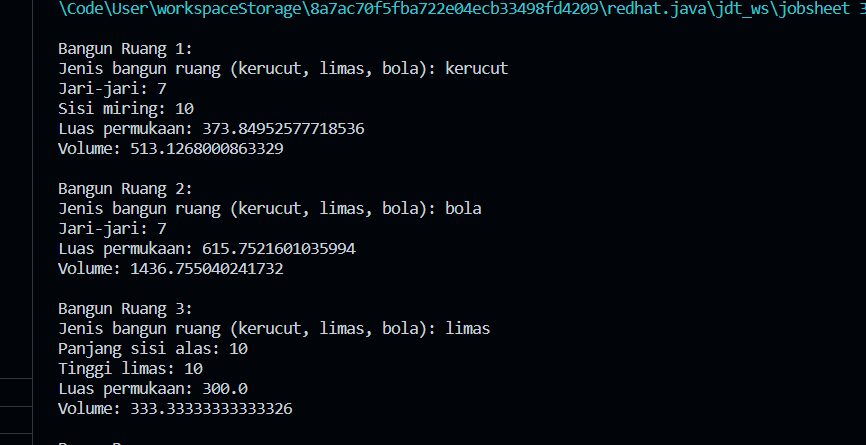 \Code\User\workspaceStorage\8a7ac70f5fba722e04ecb33498fd4209\redhat.java\jdt_ws\jobsheet 3
Bangun Ruang 1:
Jenis bangun ruang (kerucut, limas, bola): kerucut
Jari-jari: 7
Sisi miring: 10
Luas permukaan: 373.84952577718536
Volume: 513.1268000863329
Bangun Ruang 2:
Jenis bangun ruang (kerucut, limas, bola): bola
Jari-jari: 7
Luas permukaan: 615.7521601035994
Volume: 1436.755040241732
Bangun Ruang 3:
Jenis bangun ruang (kerucut, limas, bola): limas
Panjang sisi alas: 10
Tinggi limas: 10
Luas permukaan: 300.0
Volume: 333.33333333333326